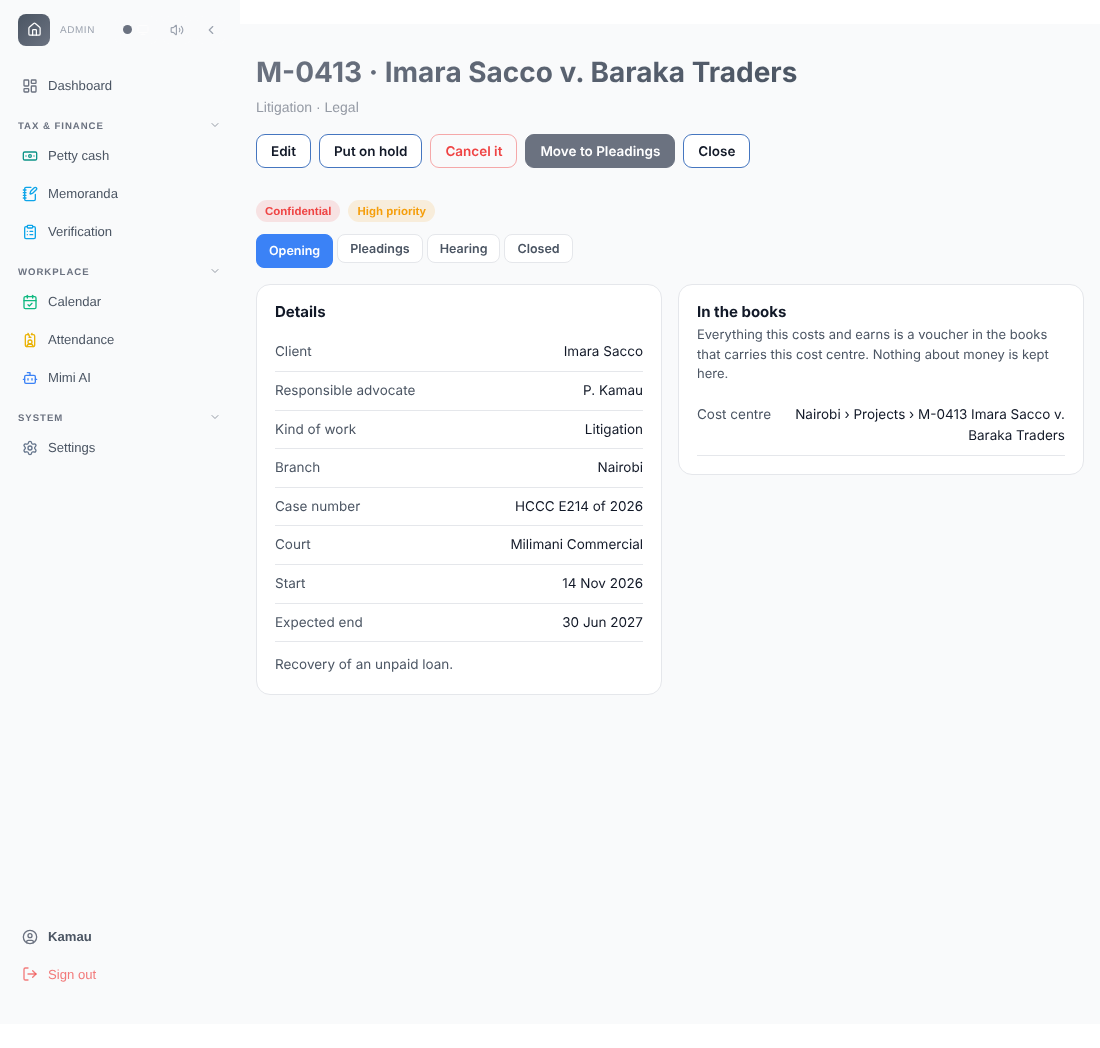 ADMIN
Dashboard
TAX & FINANCE
Petty cash
Memoranda
Verification
WORKPLACE
Calendar
Attendance
Mimi AI
SYSTEM
Settings
Kamau
Sign out
M-0413 · Imara Sacco v. Baraka Traders
Litigation · Legal
Edit
Put on hold
Cancel it
Move to Pleadings
Close
Confidential
High priority
Opening
Pleadings
Hearing
Closed
Details
Client Imara Sacco
Responsible advocate P. Kamau
Kind of work Litigation
Branch Nairobi
Case number HCCC E214 of 2026
Court Milimani Commercial
Start 14 Nov 2026
Expected end 30 Jun 2027
Recovery of an unpaid loan.
In the books
Everything this costs and earns is a voucher in the books
that carries this cost centre. Nothing about money is kept
here.
Cost centre Nairobi › Projects › M-0413 Imara Sacco v.
Baraka Traders